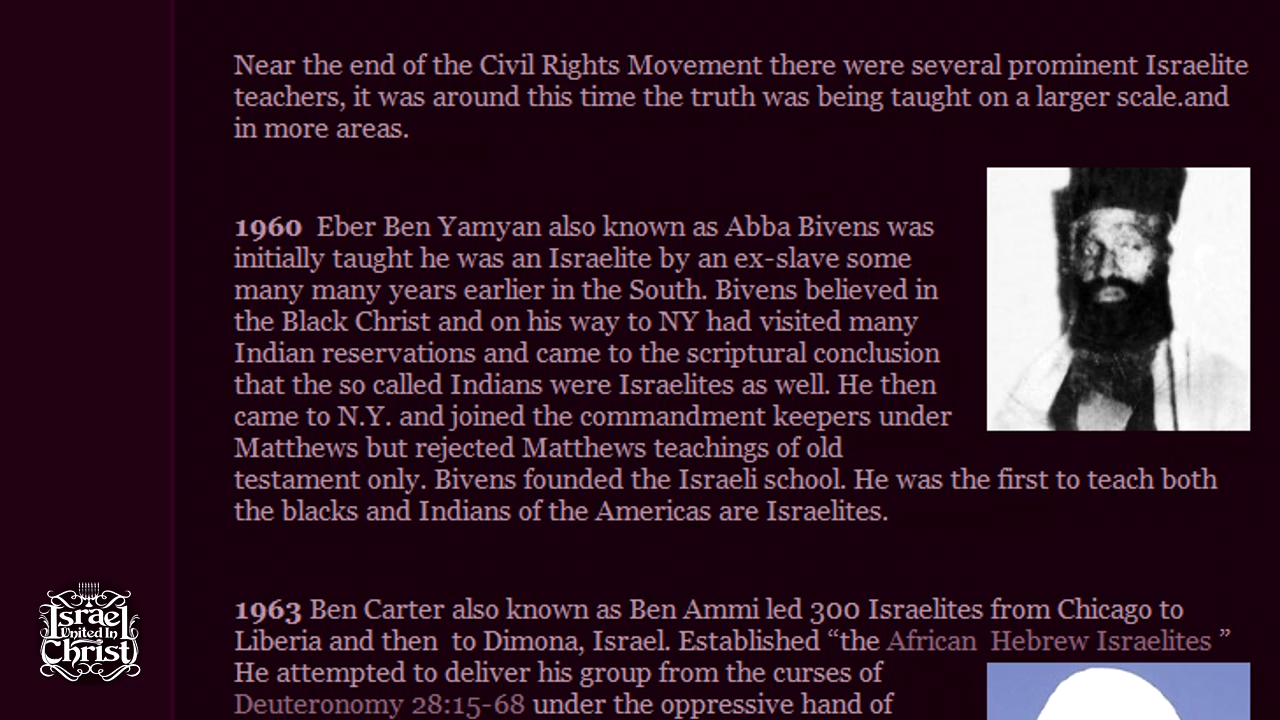 Near the end of the Civil Rights Movement there were several prominent Israelite
teachers, it was around this time the truth was being taught on a larger scale.and
in more areas.
1960 Eber Ben Yamyan also known as Abba Bivens was
initially taught he was an Israelite by an ex-slave some
many many years earlier in the South. Bivens believed in
the Black Christ and on his way to NY had visited many
Indian reservations and came to the scriptural conclusion
that the so called Indians were Israelites as well. He then
came to N.Y. and joined the commandment keepers under
Matthews but rejected Matthews teachings of old
testament only. Bivens founded the Israeli school. He was the first to teach both
the blacks and Indians of the Americas are Israelites.
1963 Ben Carter also known as Ben Ammi led 300 Israelites from Chicago to
Liberia and then to Dimona, Israel. Established “the African Hebrew Israelites ”
He attempted to deliver his group from the curses of
Deuteronomy 28:15-68 under the oppressive hand of
Israel
United In
Christ